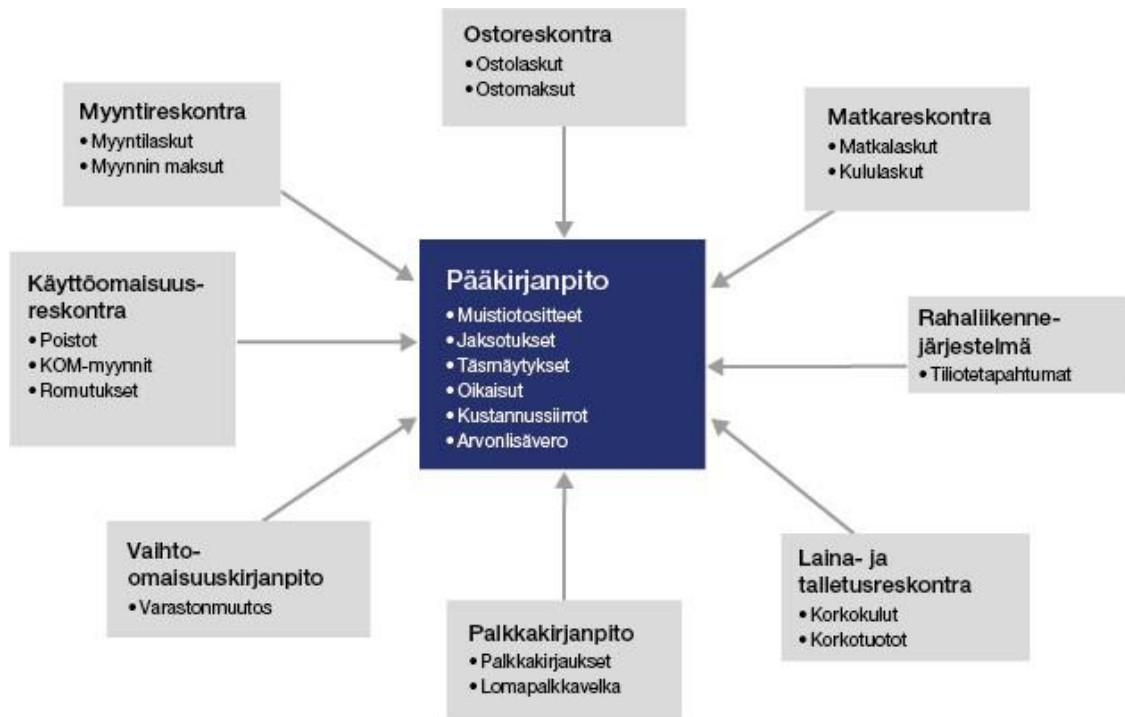 Ostoreskontra
• Ostolaskut
• Ostomaksut
Myyntireskontra
• Myyntilaskut
• Myynnin maksut
Matkareskontra
• Matkalaskut
• Kululaskut
Käyttöomaisuus-
reskontra
• Poistot
• KOM-myynnit
• Romutukset
Pääkirjanpito
• Muistiotositteet
• Jaksotukset
• Täsmäytykset
• Oikaisut
• Kustannussiirrot
• Arvonlisävero
Rahaliikenne-
järjestelmä
• Tiliotetapahtumat
Vaihto-
omaisuuskirjanpito
• Varastonmuutos
Palkkakirjanpito
• Palkkakirjaukset
• Lomapalkkavelka
Laina- ja
talletusreskontra
• Korkokulut
• Korkotuotot